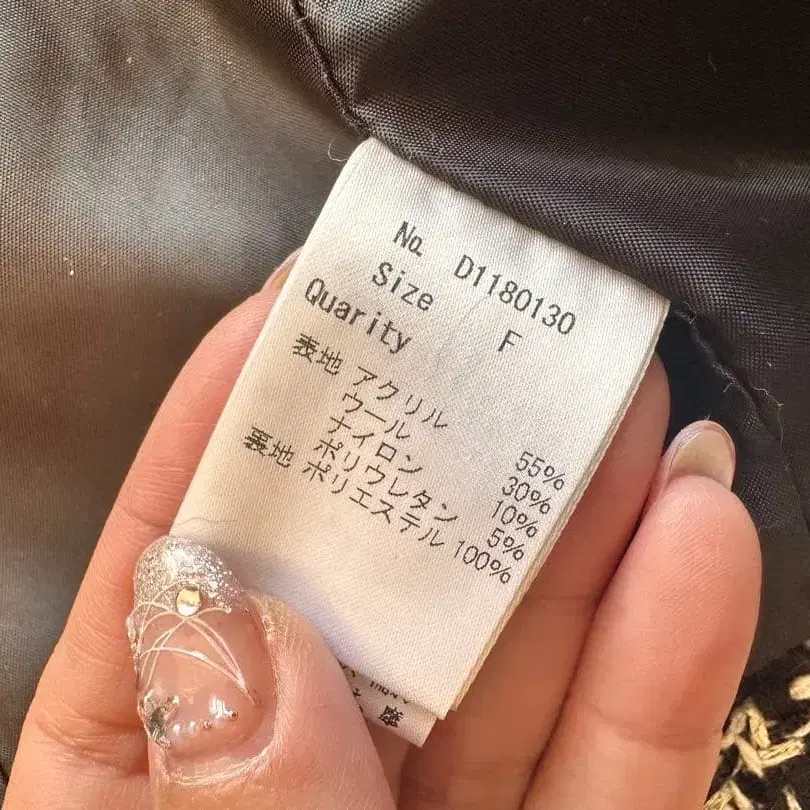 No. D1180130
Size F
Quarity
表地 アクリル 55%
ウール 30%
ナイロン 10%
ポリウレタン 5%
裏地 ポリエステル 100%